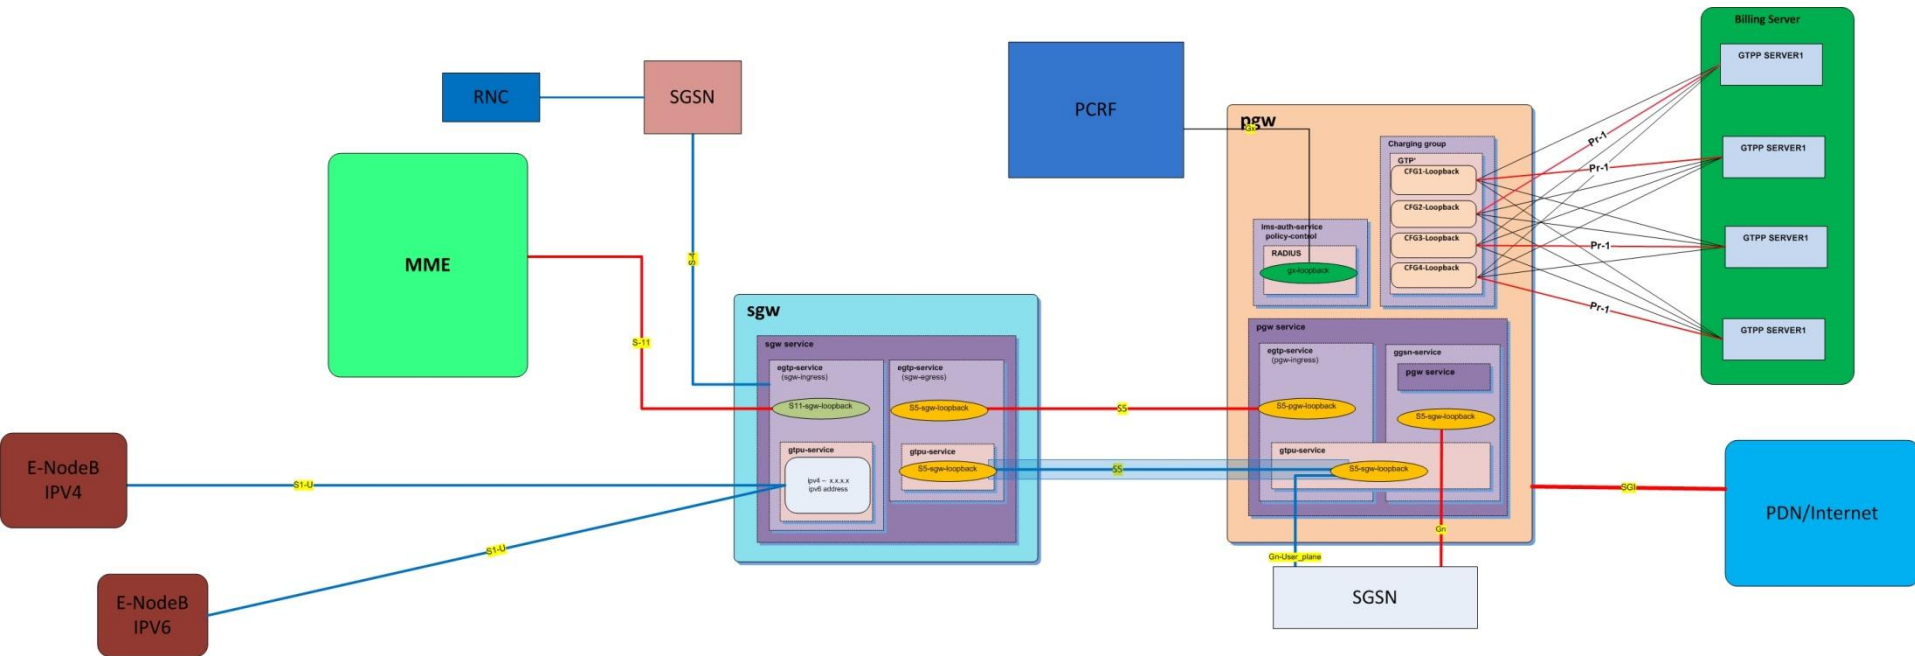 Billing Server
GTPP SERVER1
GTPP SERVER1
GTPP SERVER1
GTPP SERVER1
RNC
SGSN
PCRF
pgw
Gx
Charging group
GTP'
CFG1-Loopback
CFG2-Loopback
CFG3-Loopback
CFG4-Loopback
Pr-1
Pr-1
Pr-1
Pr-1
Ims-auth-service
policy-control
RADIUS
gx-loopback
MME
S-4
S-11
sgw
sgw service
egtp-service
(sgw-ingress)
S11-sgw-loopback
gtpu-service
ipv4 – x.x.x.x
ipv6 address
egtp-service
(sgw-egress)
S5-sgw-loopback
gtpu-service
S5-sgw-loopback
S5
S5
pgw service
egtp-service
(pgw-ingress)
S5-pgw-loopback
ggsn-service
pgw service
S5-sgw-loopback
gtpu-service
S5-sgw-loopback
E-NodeB
IPV4
S1-U
E-NodeB
IPV6
S1-U
Gn-User_plane
Gn
SGSN
SGI
PDN/Internet